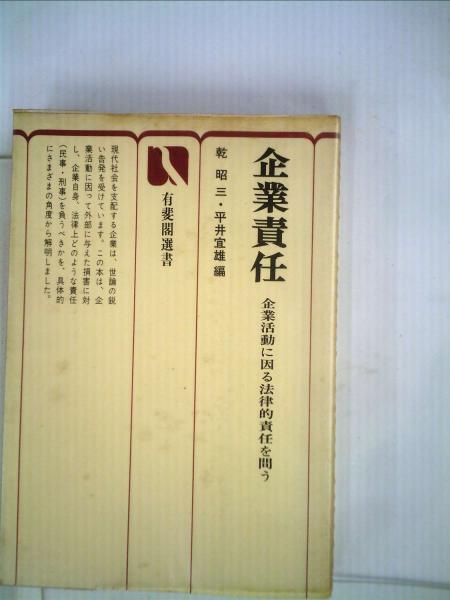 企業責任
企業活動に因る法律的責任を問う
乾 昭三・平井宜雄 編
有斐閣選書
現代社会を支配する企業は、世論の鋭
い告発を受けています。この本は、企
業活動に因って外部に与えた損害に対
し、企業自身、法律上どのような責任
(民事・刑事)を負うべきかを、具体的
にさまざまの角度から解明しました。